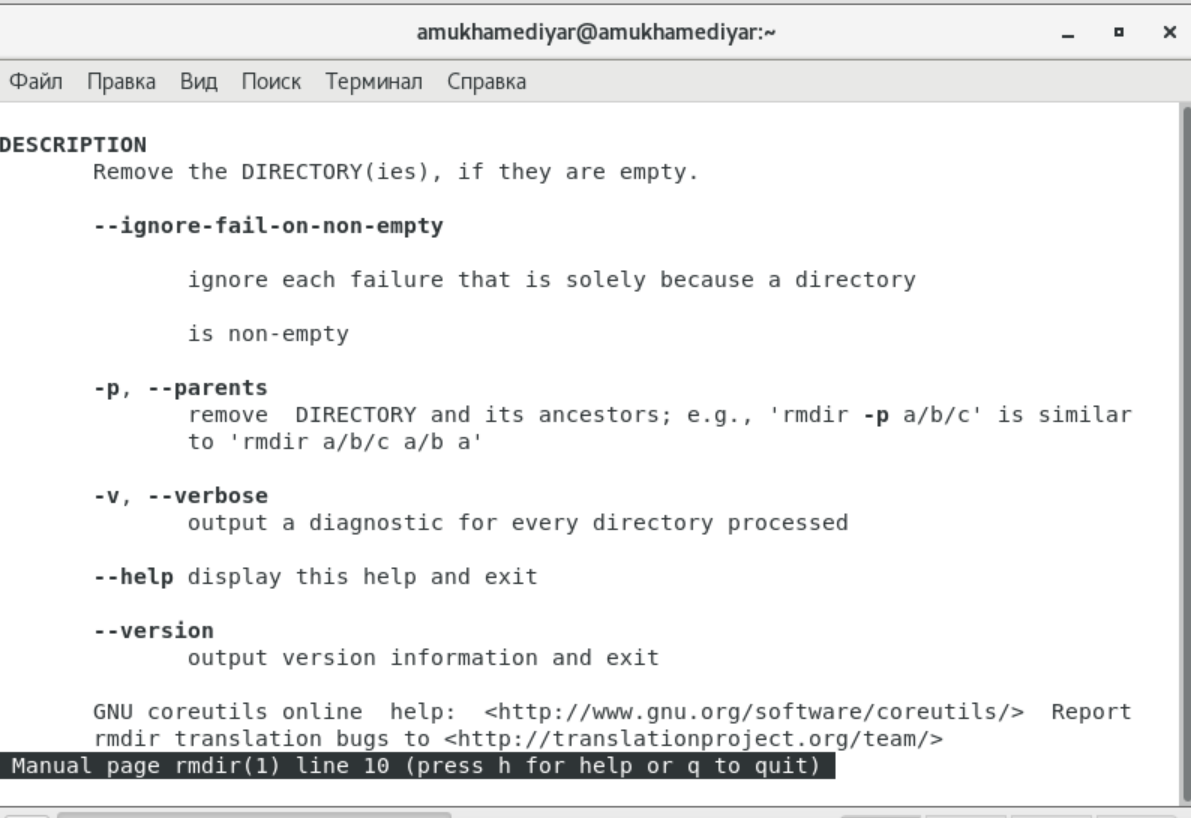 amukhamediyar@amukhamediyar:~
Файл Правка Вид Поиск Терминал Справка
DESCRIPTION
Remove the DIRECTORY(ies), if they are empty.
--ignore-fail-on-non-empty
ignore each failure that is solely because a directory
is non-empty
-p, --parents
remove  DIRECTORY and its ancestors; e.g., 'rmdir -p a/b/c' is similar
to 'rmdir a/b/c a/b a'
-v, --verbose
output a diagnostic for every directory processed
--help display this help and exit
--version
output version information and exit
GNU coreutils online  help:  <http://www.gnu.org/software/coreutils/>  Report
rmdir translation bugs to <http://translationproject.org/team/>
Manual page rmdir(1) line 10 (press h for help or q to quit)